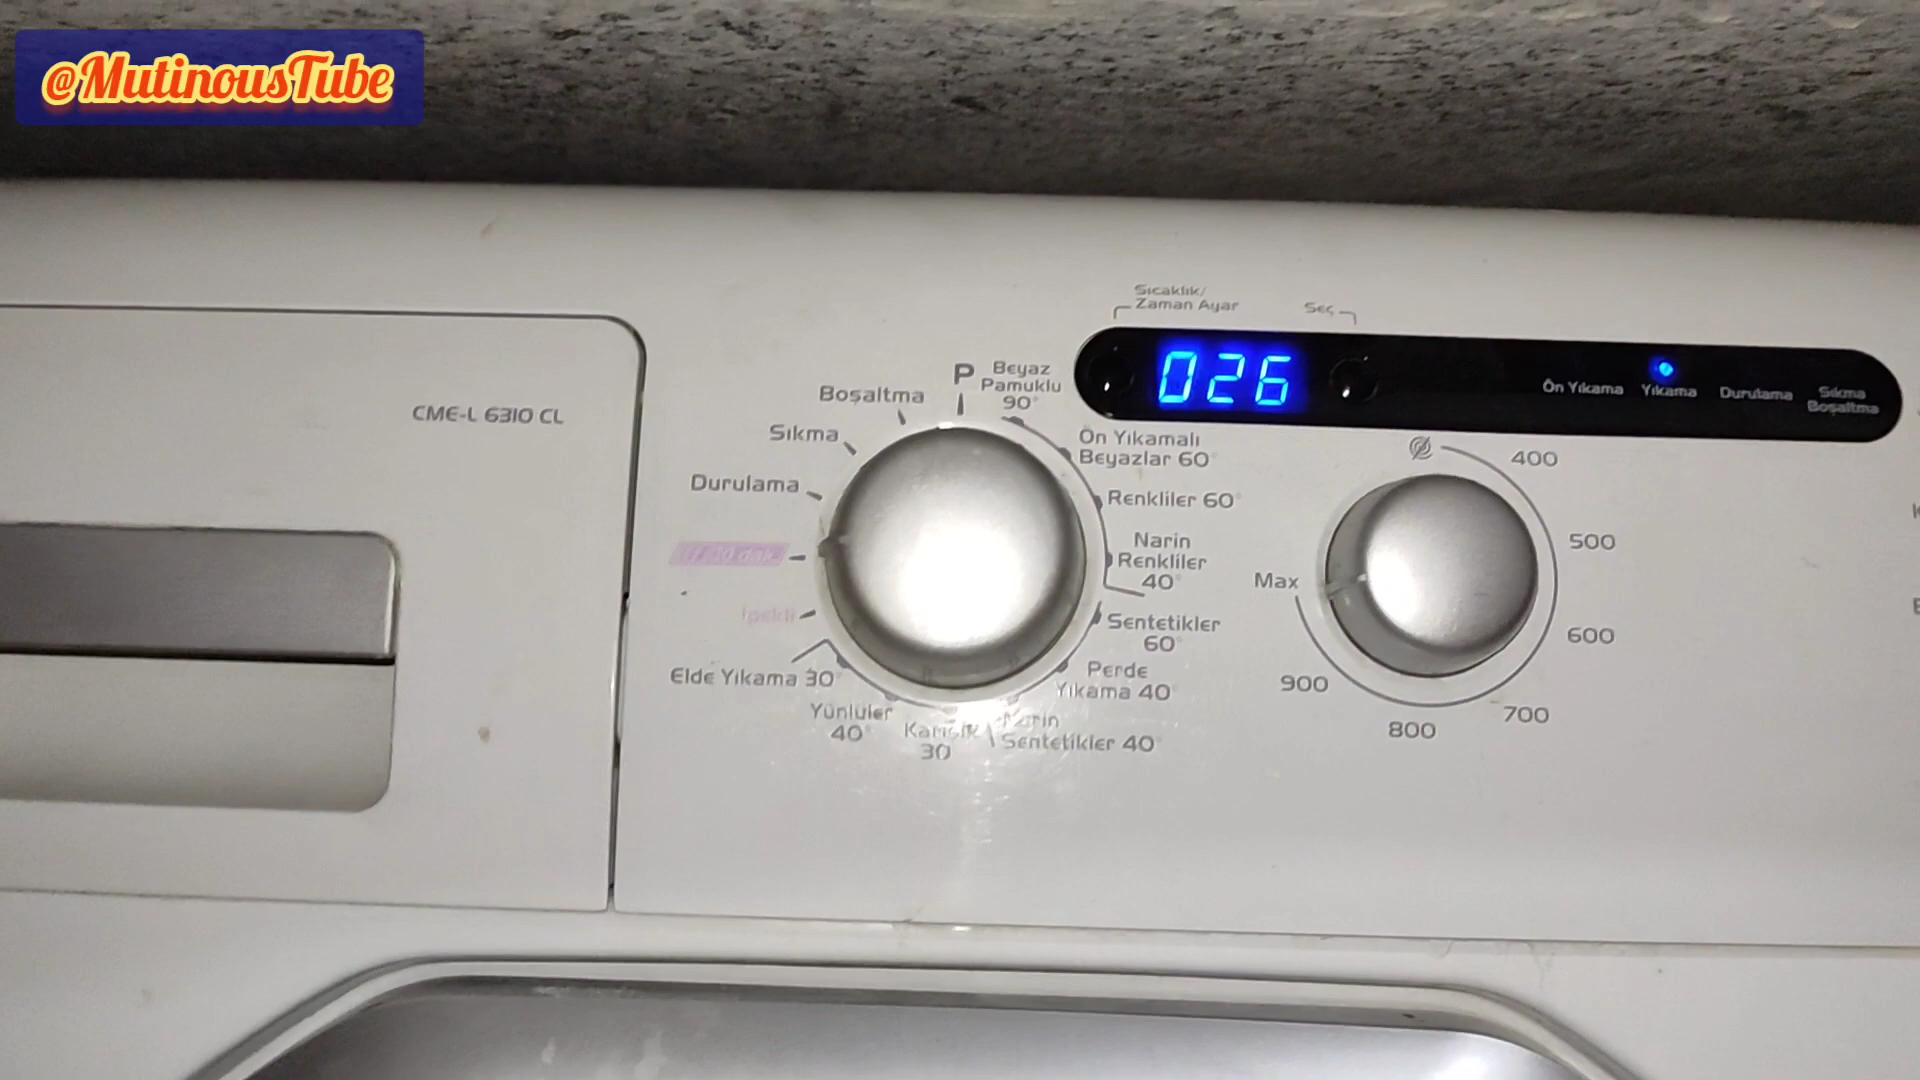 @MutinousTube
Sıcaklık/
Zaman Ayar
Seç
026
Ön Yıkama
Yıkama
Durulama
Sıkma
Boşaltma
CME-L 6310 CL
P
Beyaz
Pamuklu
90°
Ön Yıkamalı
Beyazlar 60°
Renkliler 60°
Narin
Renkliler
40°
Sentetikler
60°
Perde
Yıkama 40°
Narin
Sentetikler 40°
Karışık
30
Yünlüler
40°
Elde Yıkama 30°
İpekli
Durulama
Sıkma
Boşaltma
400
500
600
700
800
900
Max